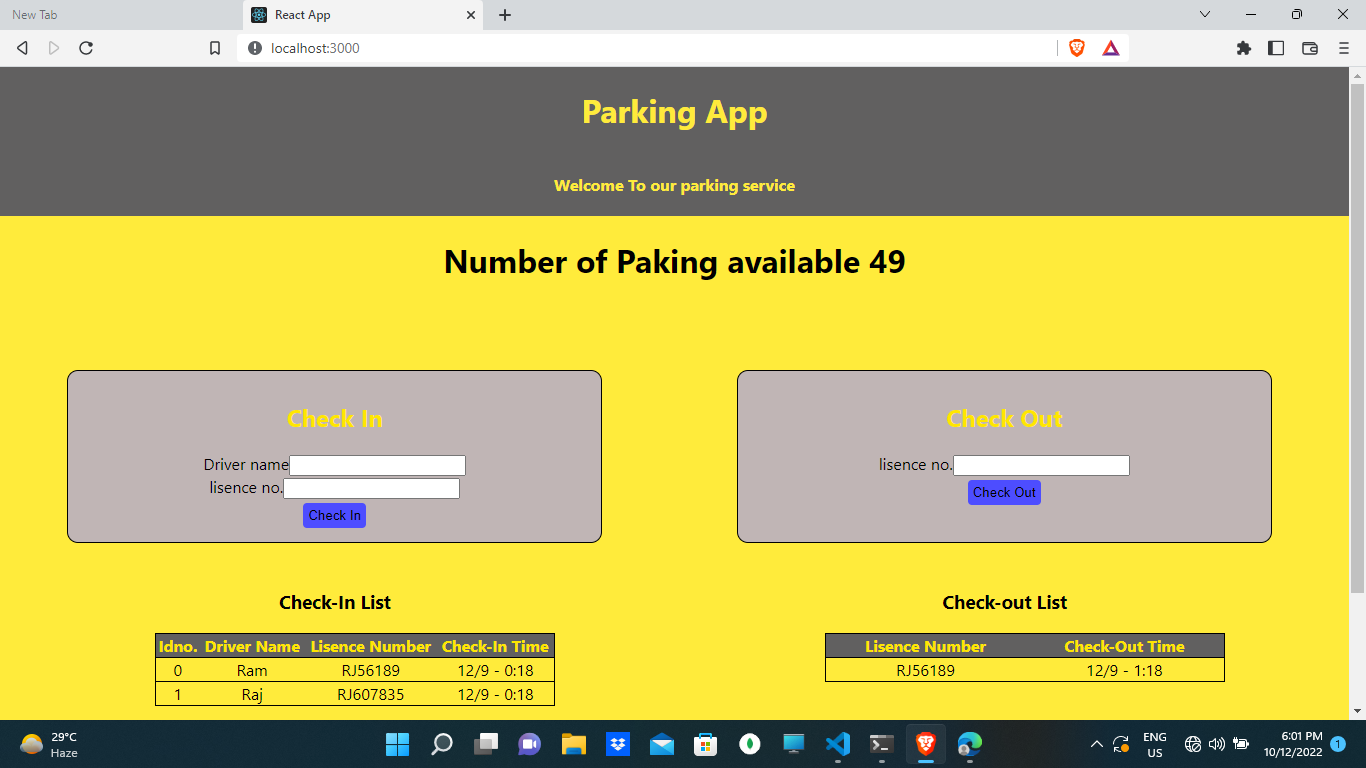 New Tab
React App
localhost:3000
Parking App
Welcome To our parking service
Number of Paking available 49
Check In
Driver name
lisence no.
Check In
Check Out
lisence no.
Check Out
Check-In List
Idno. Driver Name Lisence Number Check-In Time
0 Ram RJ56189 12/9 - 0:18
1 Raj RJ607835 12/9 - 0:18
Check-out List
Lisence Number Check-Out Time
RJ56189 12/9 - 1:18
29°C
Haze
ENG
US
6:01 PM
10/12/2022
1